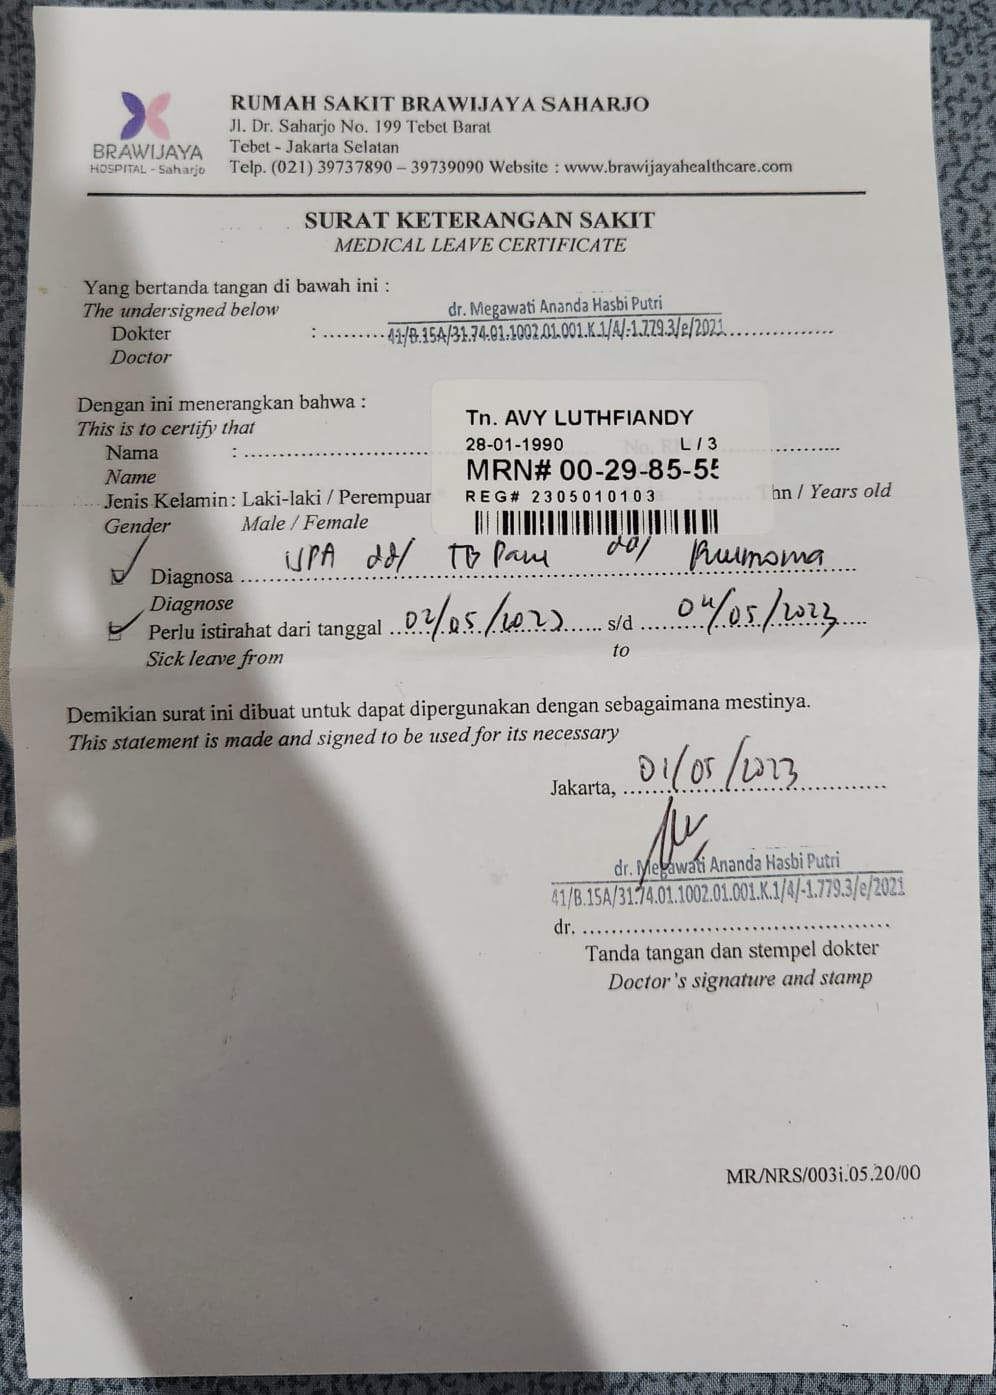 BRAWIJAYA
HOSPITAL - Saharjo
RUMAH SAKIT BRAWIJAYA SAHARJO
Jl. Dr. Saharjo No. 199 Tebet Barat
Tebet - Jakarta Selatan
Telp. (021) 39737890 – 39739090 Website : www.brawijayahealthcare.com
SURAT KETERANGAN SAKIT
MEDICAL LEAVE CERTIFICATE
Yang bertanda tangan di bawah ini :
The undersigned below
dr. Megawati Ananda Hasbi Putri
Dokter : 41/B.15A/31.74.01.1002.01.001.K.1/4/-1.779.3/e/2021
Doctor
Dengan ini menerangkan bahwa :
This is to certify that
Tn. AVY LUTHFIANDY
28-01-1990 L / 3
MRN# 00-29-85-55
REG# 2305010103
Nama :
Name
Jenis Kelamin : Laki-laki / Perempuan hn / Years old
Gender Male / Female
Diagnosa ISPA dd/ TB Paru dd/
Diagnose
Perlu istirahat dari tanggal 02/05/2023 s/d 04/05/2023
Sick leave from to
Demikian surat ini dibuat untuk dapat dipergunakan dengan sebagaimana mestinya.
This statement is made and signed to be used for its necessary
Jakarta, 01/05/2023
dr. Megawati Ananda Hasbi Putri
41/B.15A/31.74.01.1002.01.001.K.1/4/-1.779.3/e/2021
dr.
Tanda tangan dan stempel dokter
Doctor's signature and stamp
MR/NRS/003i.05.20/00